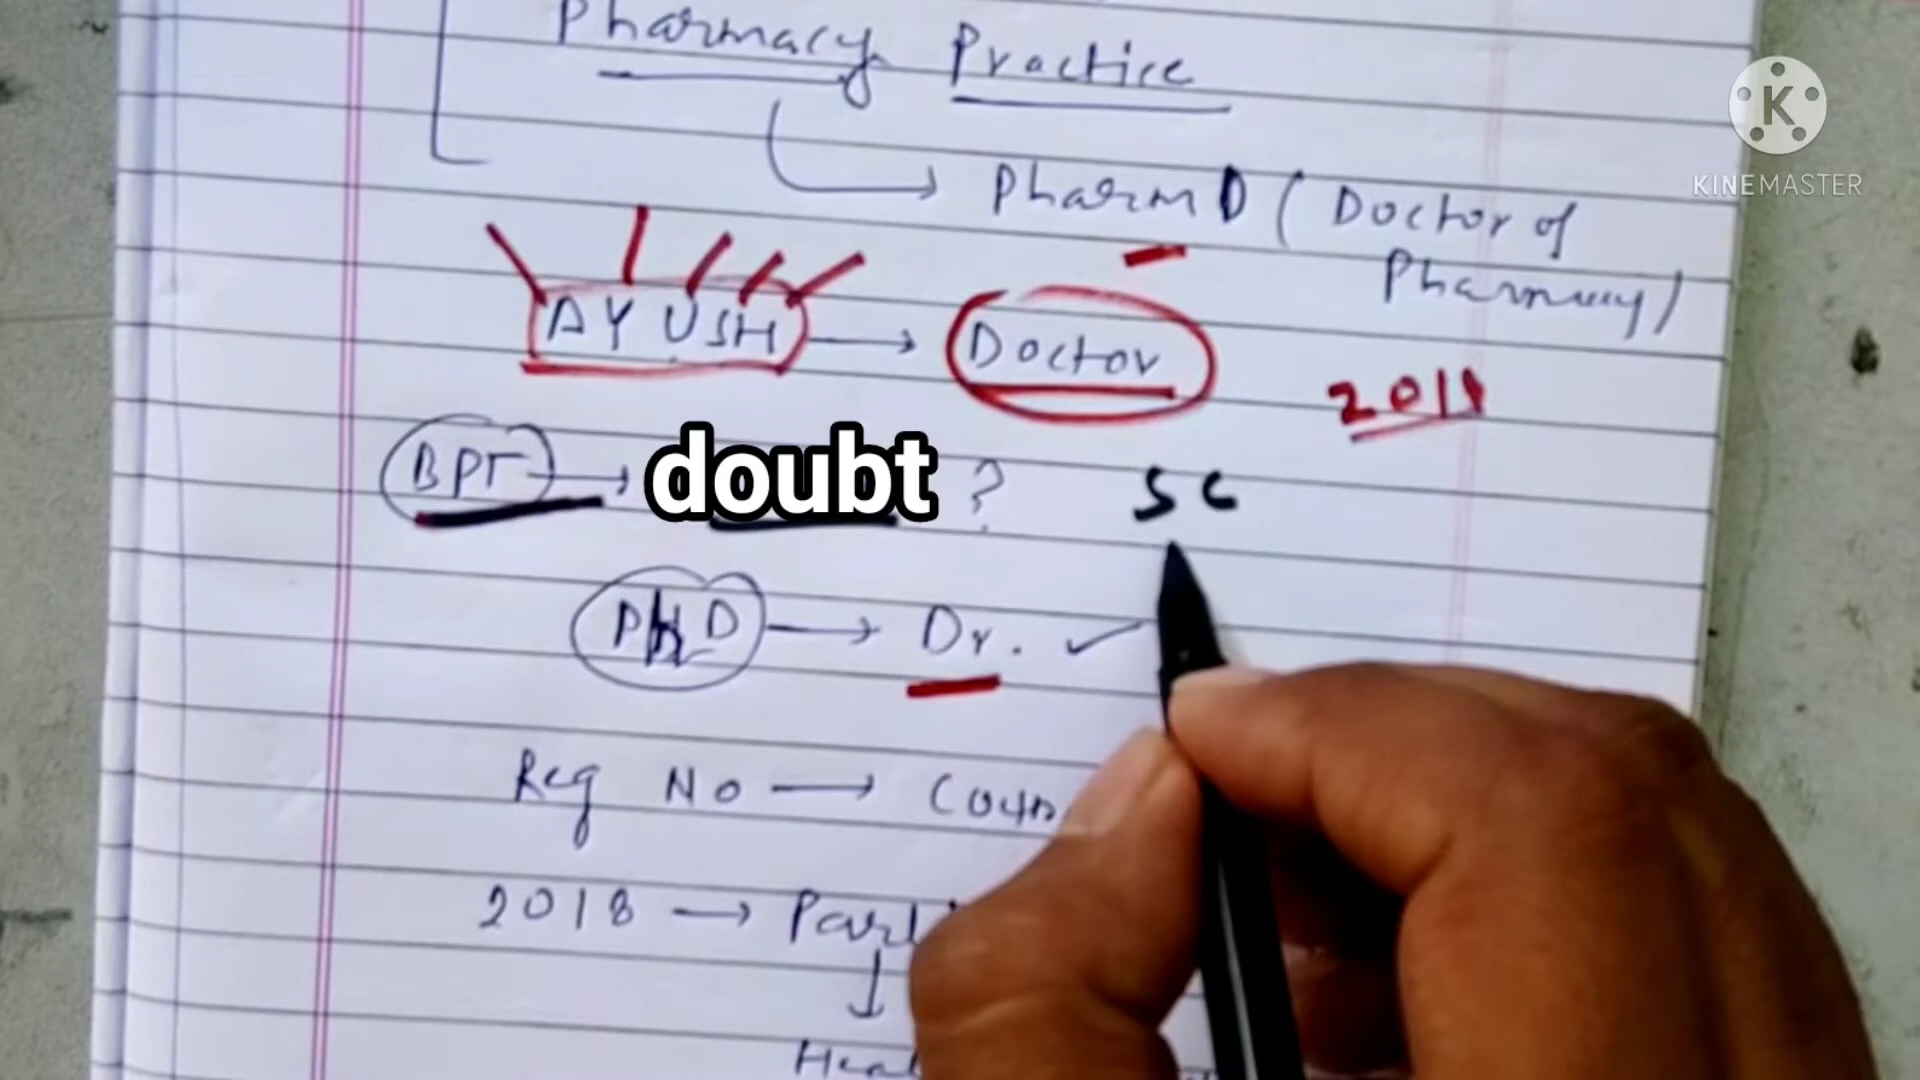 Pharmacy Practice
KINEMASTER
PharmD (Doctor of
Pharmacy)
AYUSH → Doctor
2011
BPT → doubt ?
SC
PHD → Dr. ✓
Reg No → Coun
2018 → Parl
↓
Heal